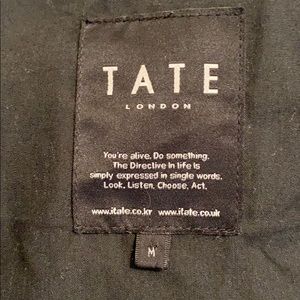 TATE
LONDON
You're alive. Do something.
The Directive In life is
simply expressed in single words.
Look. Listen. Choose. Act.
www.itate.co.kr www.itate.co.uk
M